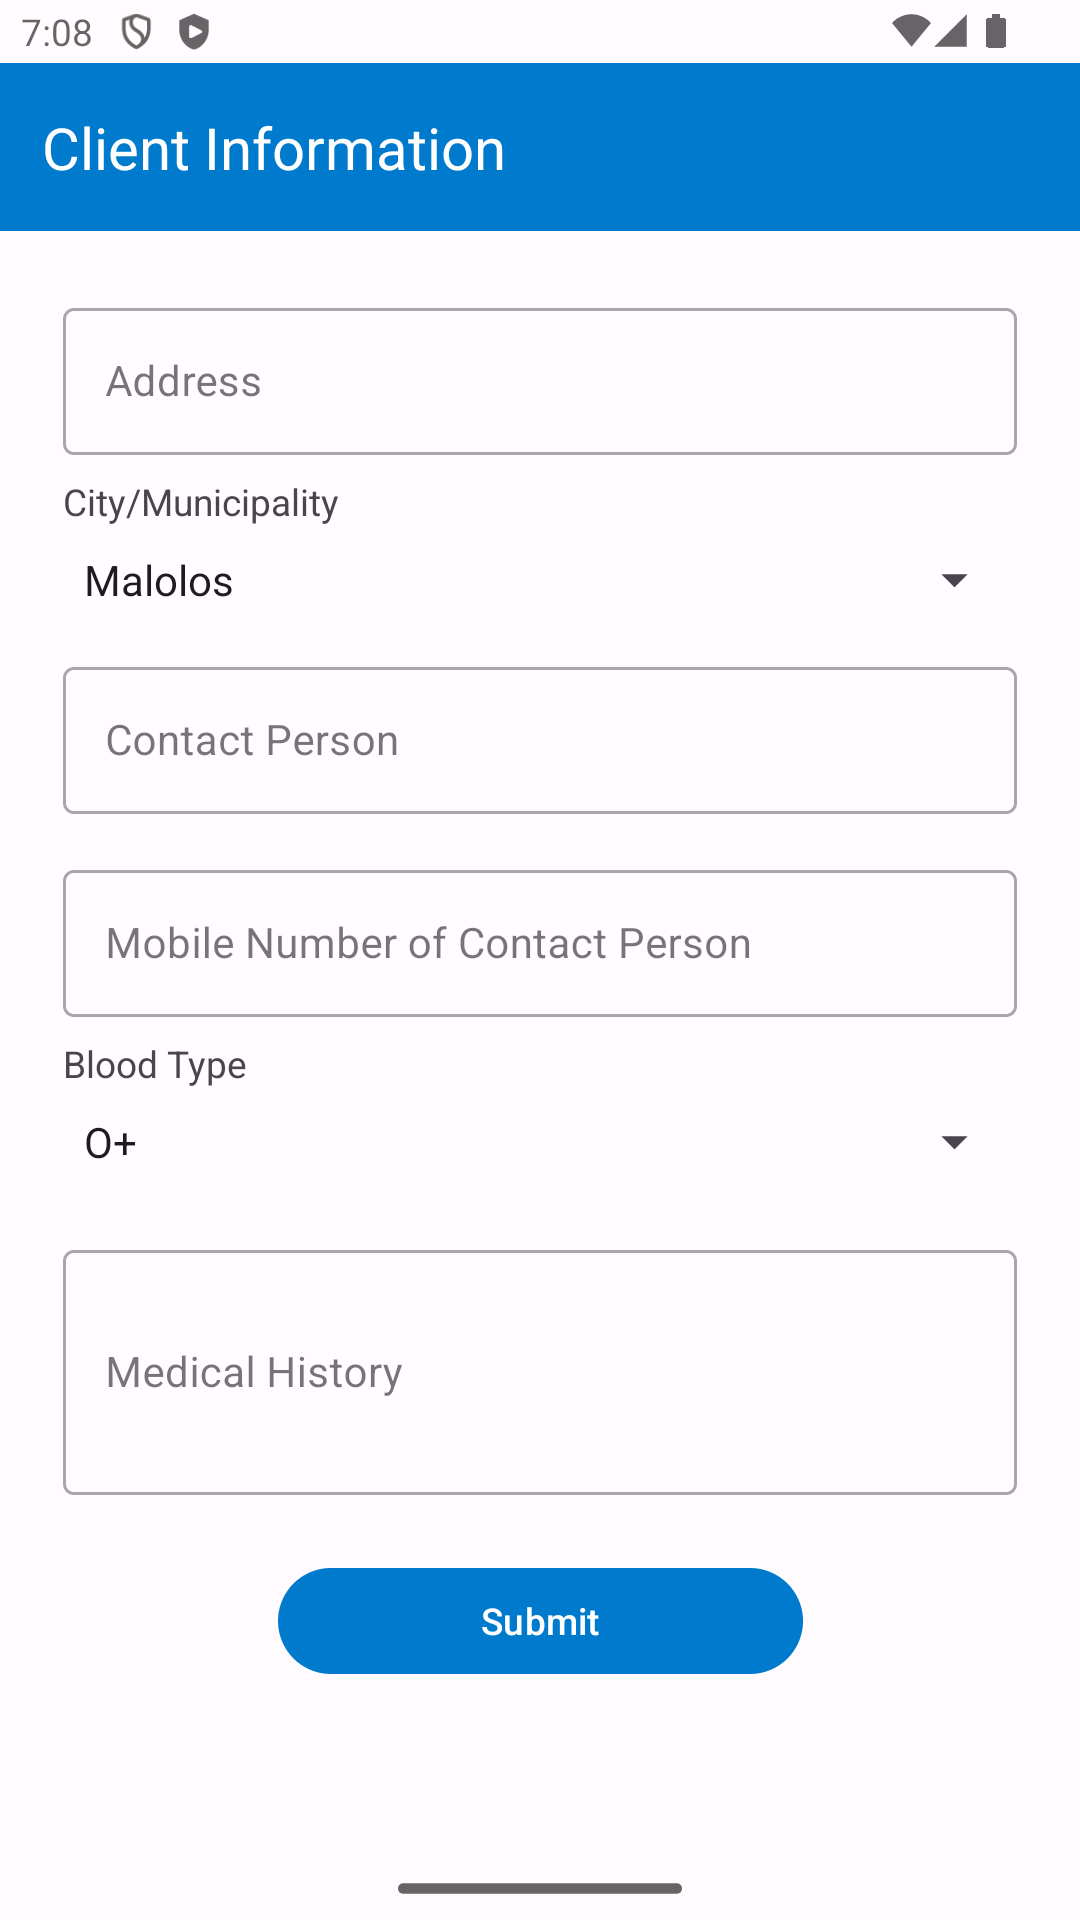 7:08
Client Information
Address
City/Municipality
Malolos
Contact Person
Mobile Number of Contact Person
Blood Type
O+
Medical History
Submit